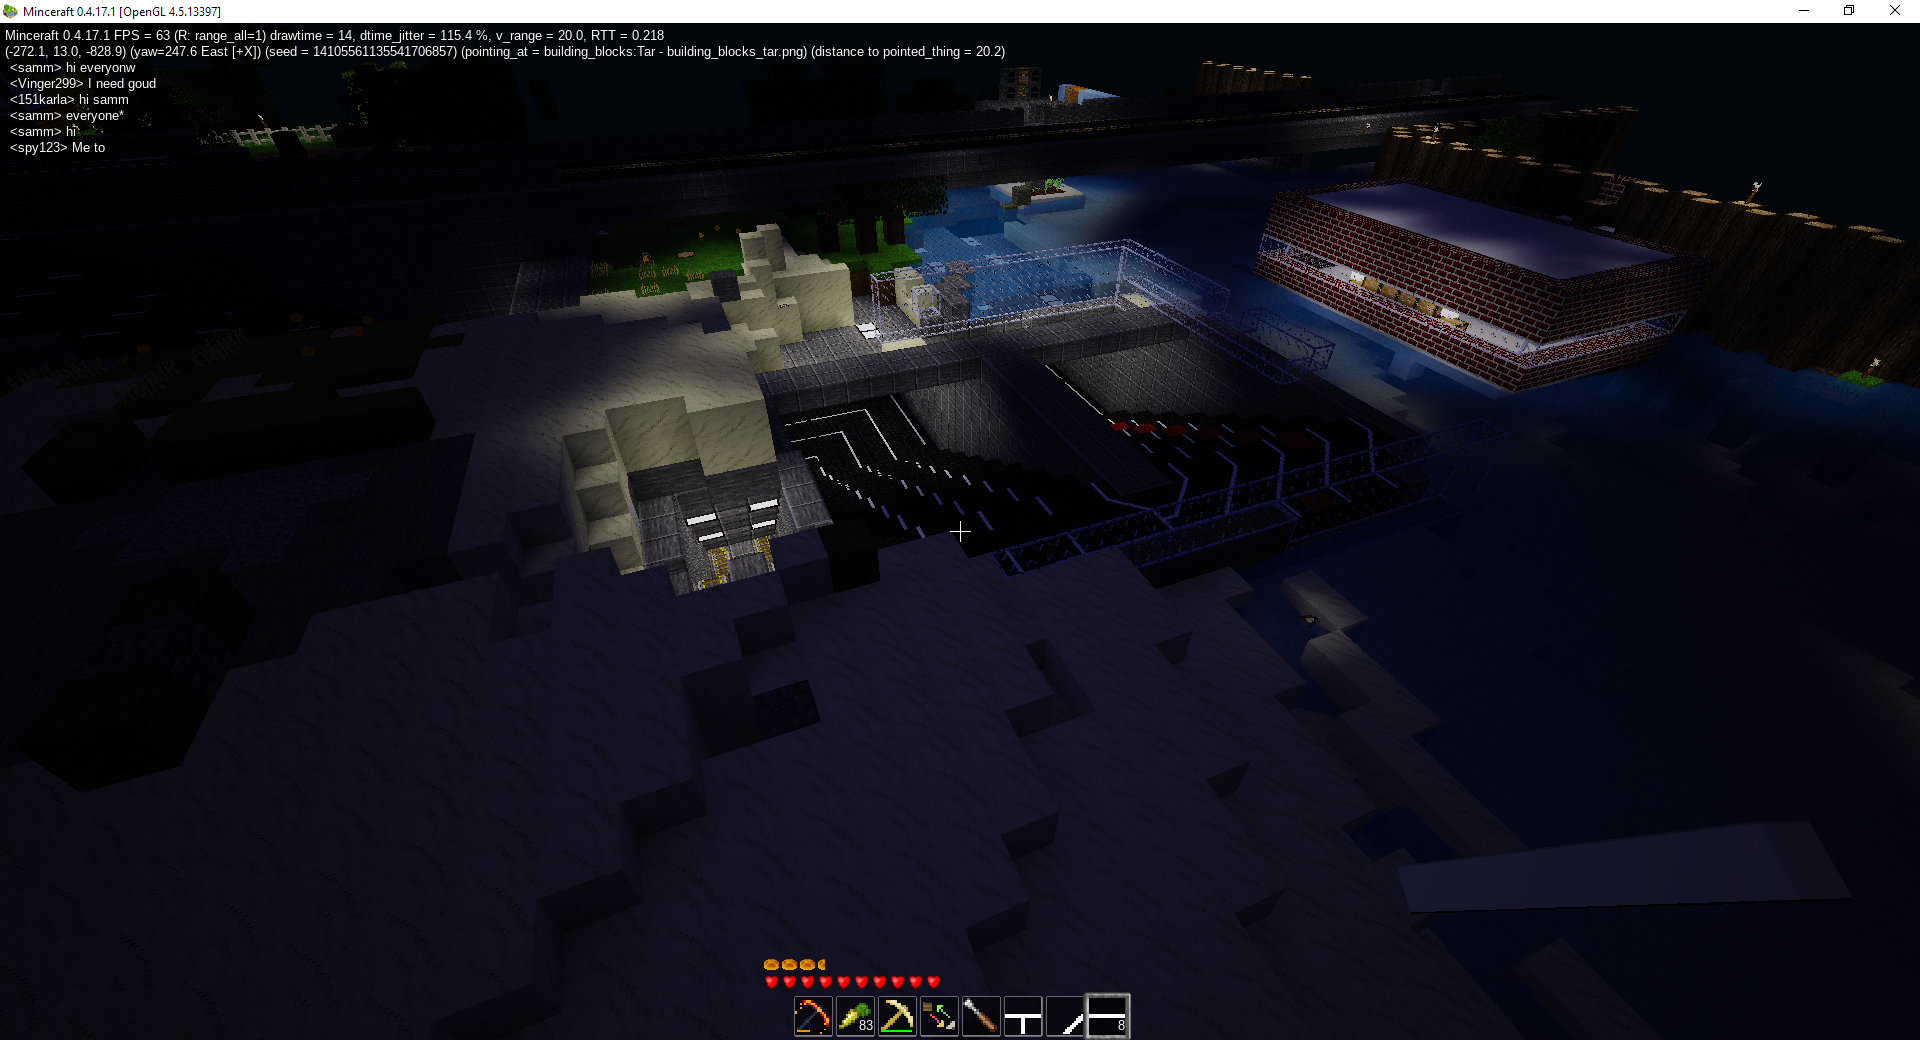 Minceraft 0.4.17.1 [OpenGL 4.5.13397]
Minceraft 0.4.17.1 FPS = 63 (R: range_all=1) drawtime = 14, dtime_jitter = 115.4 %, v_range = 20.0, RTT = 0.218
(-272.1, 13.0, -828.9) (yaw=247.6 East [+X]) (seed = 14105561135541706857) (pointing_at = building_blocks:Tar - building_blocks_tar.png) (distance to pointed_thing = 20.2)
<samm> hi everyonw
<Vinger299> I need goud
<151karla> hi samm
<samm> everyone*
<samm> hi
<spy123> Me to
83
8